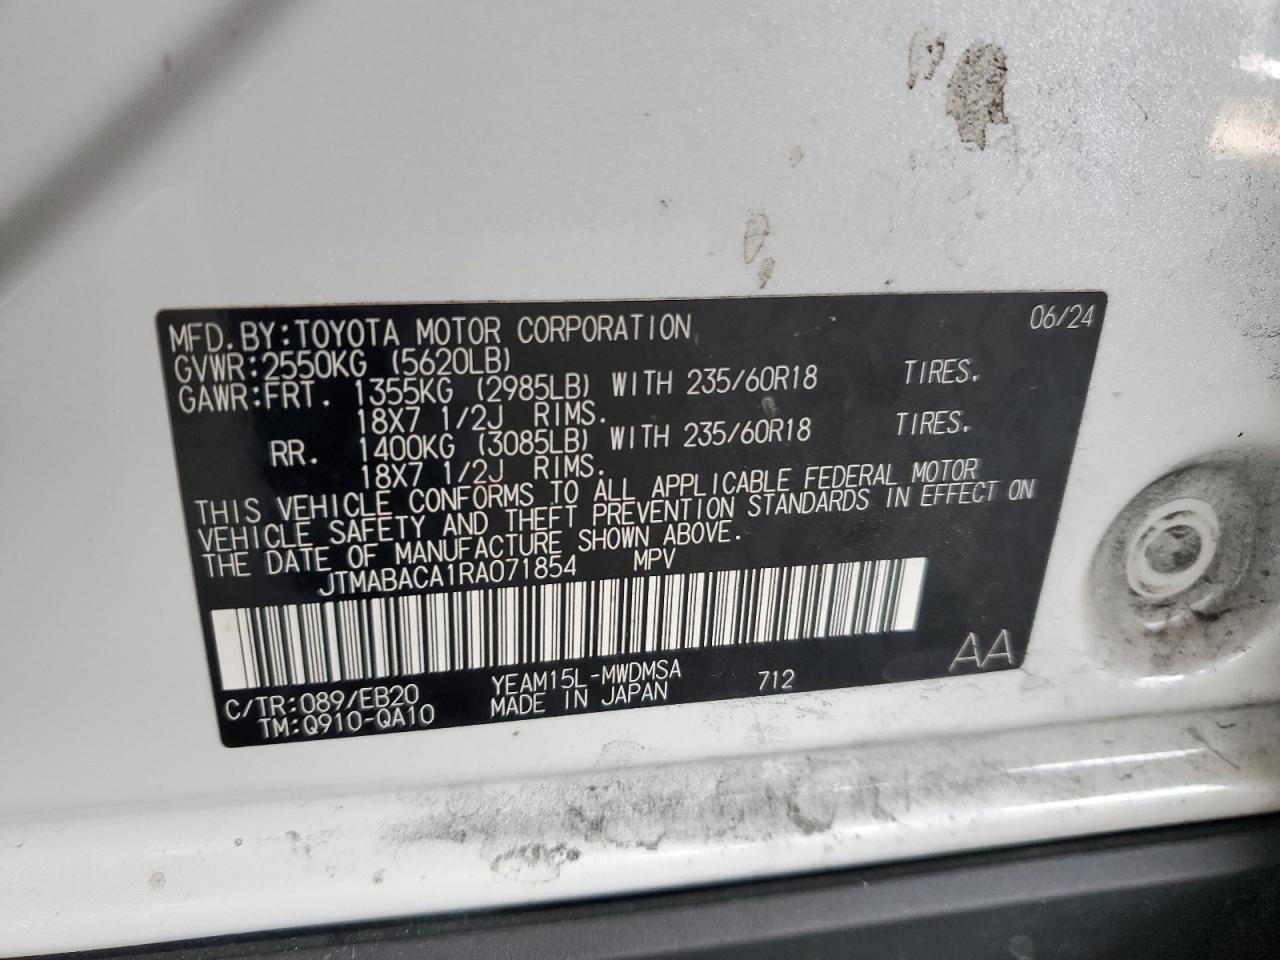 MFD.BY:TOYOTA MOTOR CORPORATION 06/24
GVWR:2550KG (5620LB)
GAWR:FRT. 1355KG (2985LB) WITH 235/60R18 TIRES.
18X7 1/2J RIMS.
RR. 1400KG (3085LB) WITH 235/60R18 TIRES.
18X7 1/2J RIMS.
THIS VEHICLE CONFORMS TO ALL APPLICABLE FEDERAL MOTOR
VEHICLE SAFETY AND THEFT PREVENTION STANDARDS IN EFFECT ON
THE DATE OF MANUFACTURE SHOWN ABOVE.
JTMABACA1RA071854 MPV
C/TR:089/EB20 YEAM15L-MWDMSA 712 AA
TM:Q910-QA10 MADE IN JAPAN